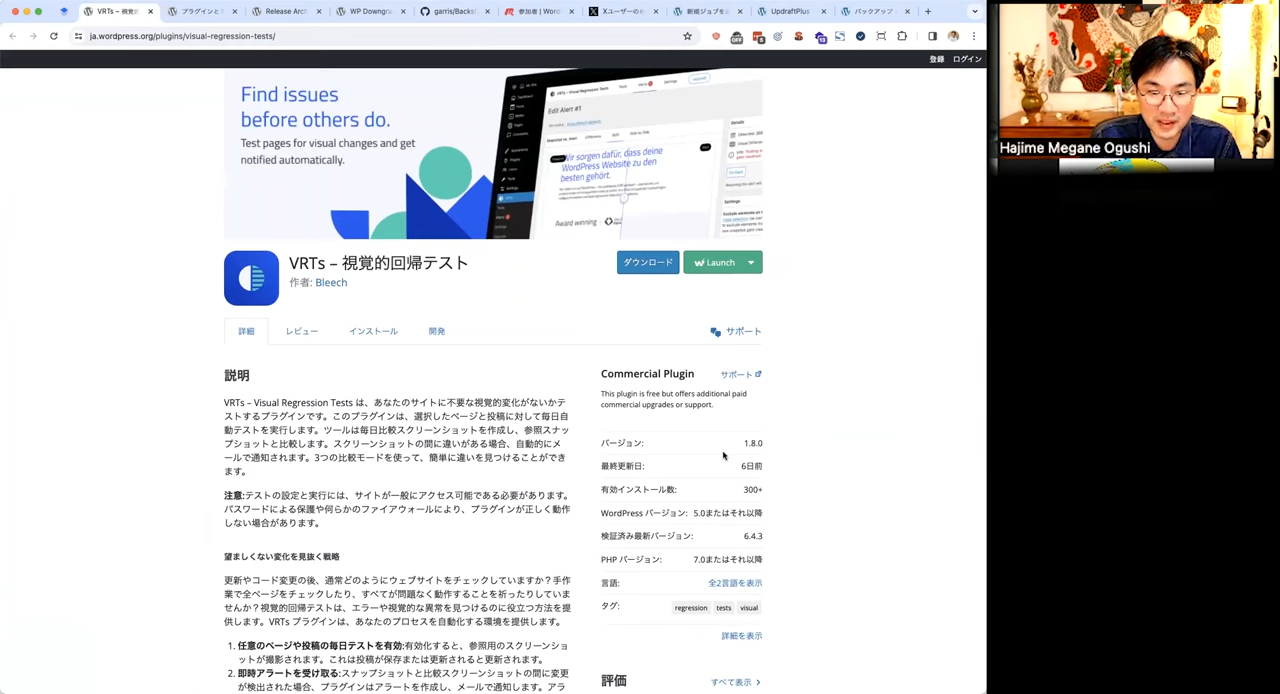 VRTs – 視覚的
プラグインとテ
Release Arch
WP Downgra
garris/Backs
参加者 | Word
Xユーザーのe
新規ジョブを
UpdraftPlus
バックアップ
ja.wordpress.org/plugins/visual-regression-tests/
登録 ログイン
Find issues
before others do.
Test pages for visual changes and get
notified automatically.
Edit Alert #1
Wir sorgen dafür, dass deine
WordPress Website zu den
besten gehört.
Award winning
Hajime Megane Ogushi
VRTs – 視覚的回帰テスト
作者: Bleech
ダウンロード
Launch
詳細 レビュー インストール 開発
サポート
説明
VRTs – Visual Regression Tests は、あなたのサイトに不要な視覚的変化がないかテ
ストするプラグインです。このプラグインは、選択したページと投稿に対して毎日自
動テストを実行します。ツールは毎日比較スクリーンショットを作成し、参照スナッ
プショットと比較します。スクリーンショットの間に違いがある場合、自動的にメ
ールで通知されます。3つの比較モードを使って、簡単に違いを見つけることができ
ます。
注意:テストの設定と実行には、サイトが一般にアクセス可能である必要があります。
パスワードによる保護や何らかのファイアウォールにより、プラグインが正しく動作
しない場合があります。
望ましくない変化を見抜く戦略
更新やコード変更の後、通常どのようにウェブサイトをチェックしていますか？手作
業で全ページをチェックしたり、すべてが問題なく動作することを祈ったりしていま
せんか？視覚的回帰テストは、エラーや視覚的な異常を見つけるのに役立つ方法を提
供します。VRTs プラグインは、あなたのプロセスを自動化する環境を提供します。
1. 任意のページや投稿の毎日テストを有効:有効化すると、参照用のスクリーンショ
ットが撮影されます。これは投稿が保存または更新されると更新されます。
2. 即時アラートを受け取る:スナップショットと比較スクリーンショットの間に変更
が検出された場合、プラグインはアラートを作成し、メールで通知します。アラ
Commercial Plugin
サポート
This plugin is free but offers additional paid
commercial upgrades or support.
バージョン: 1.8.0
最終更新日: 6日前
有効インストール数: 300+
WordPress バージョン: 5.0またはそれ以降
検証済み最新バージョン: 6.4.3
PHP バージョン: 7.0またはそれ以降
言語: 全2言語を表示
タグ: regression tests visual
詳細を表示
評価
すべて表示